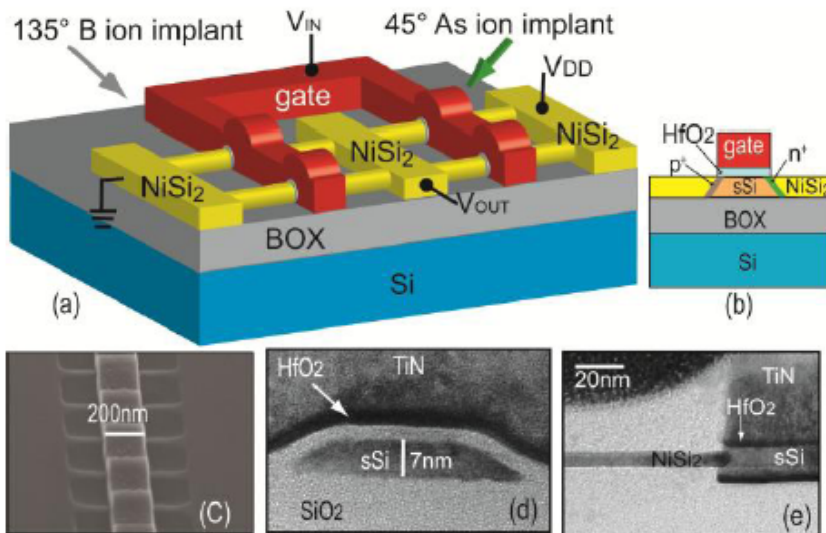 135° B ion implant
VIN
45° As ion implant
VDD
gate
NiSi2
NiSi2
NiSi2
VOUT
BOX
Si
(a)
HfO2
gate
p+
n+
sSi
NiSi2
BOX
Si
(b)
200nm
(C)
HfO2
TiN
sSi
7nm
SiO2
(d)
20nm
TiN
HfO2
NiSi2
sSi
(e)